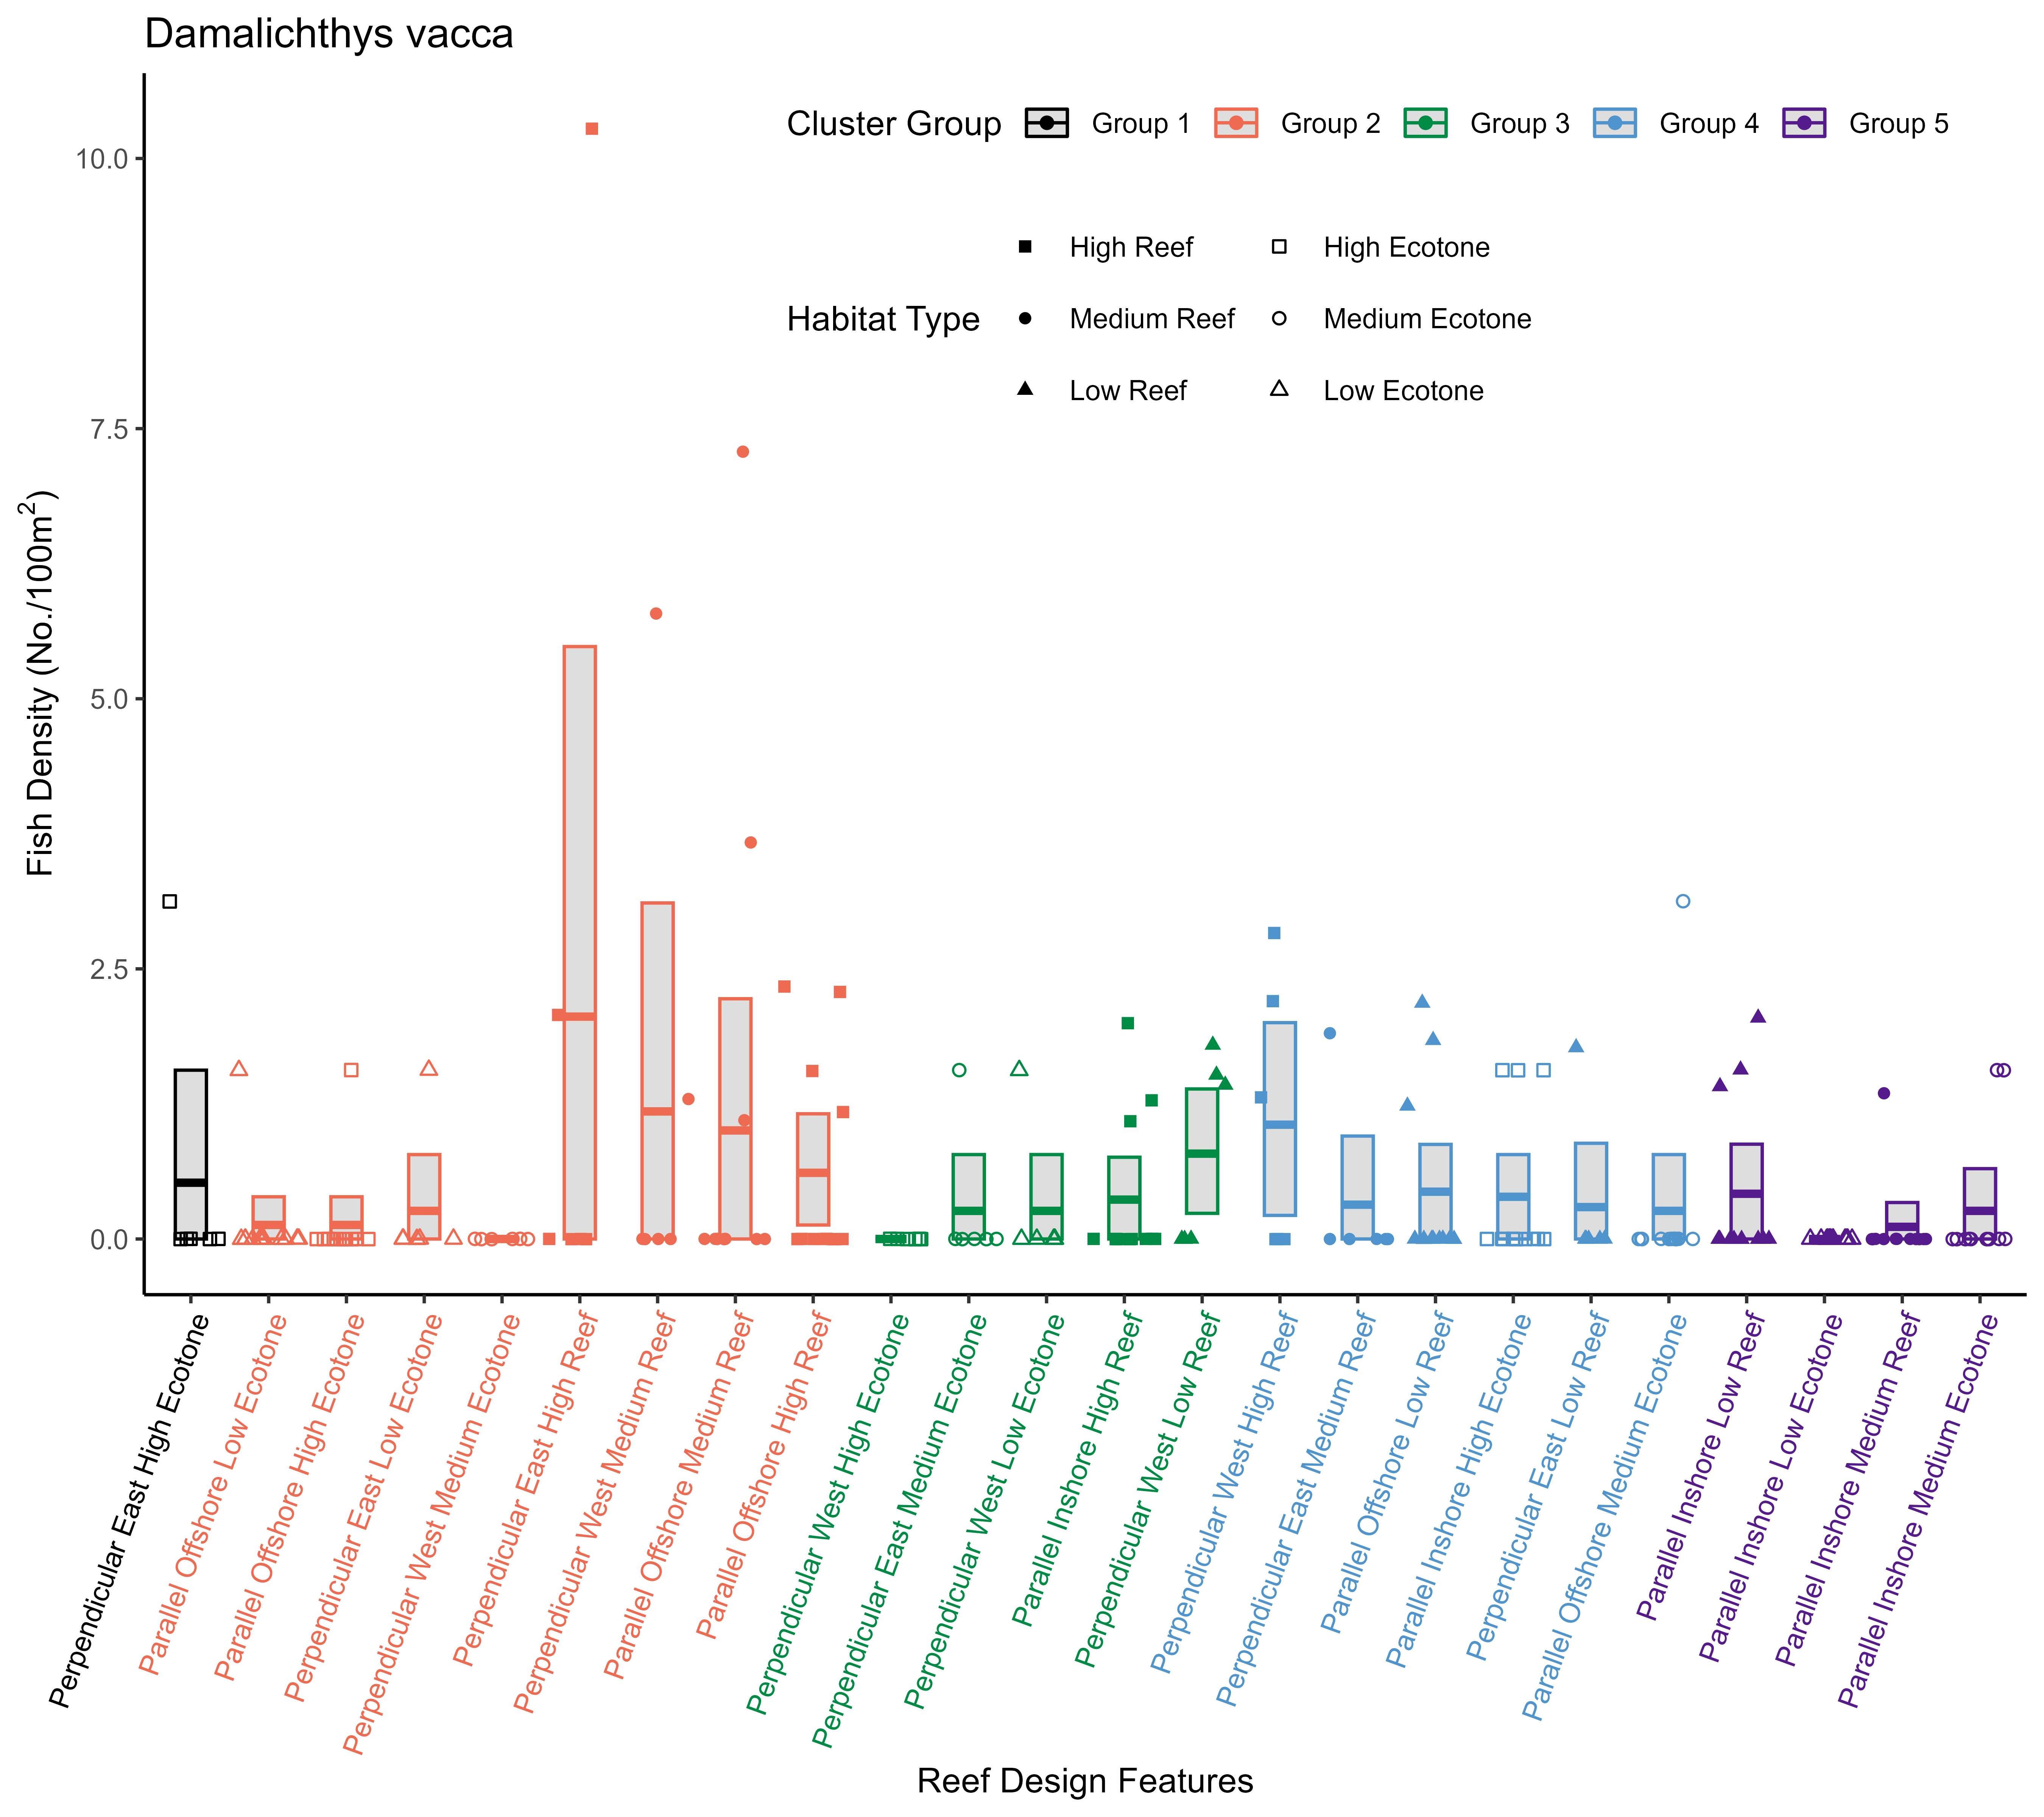 Damalichthys vacca
Cluster Group Group 1 Group 2 Group 3 Group 4 Group 5
Habitat Type
High Reef High Ecotone
Medium Reef Medium Ecotone
Low Reef Low Ecotone
Fish Density (No./100m²)
10.0
7.5
5.0
2.5
0.0
Perpendicular East High Ecotone
Parallel Offshore Low Ecotone
Parallel Offshore High Ecotone
Perpendicular East Low Ecotone
Perpendicular West Medium Ecotone
Perpendicular East High Reef
Perpendicular West Medium Reef
Parallel Offshore Medium Reef
Parallel Offshore High Reef
Perpendicular West High Ecotone
Perpendicular East Medium Ecotone
Perpendicular West Low Ecotone
Parallel Inshore High Reef
Perpendicular West Low Reef
Perpendicular West High Reef
Perpendicular East Medium Reef
Parallel Offshore Low Reef
Parallel Inshore High Ecotone
Perpendicular East Low Reef
Parallel Offshore Medium Ecotone
Parallel Inshore Low Reef
Parallel Inshore Low Ecotone
Parallel Inshore Medium Reef
Parallel Inshore Medium Ecotone
Reef Design Features